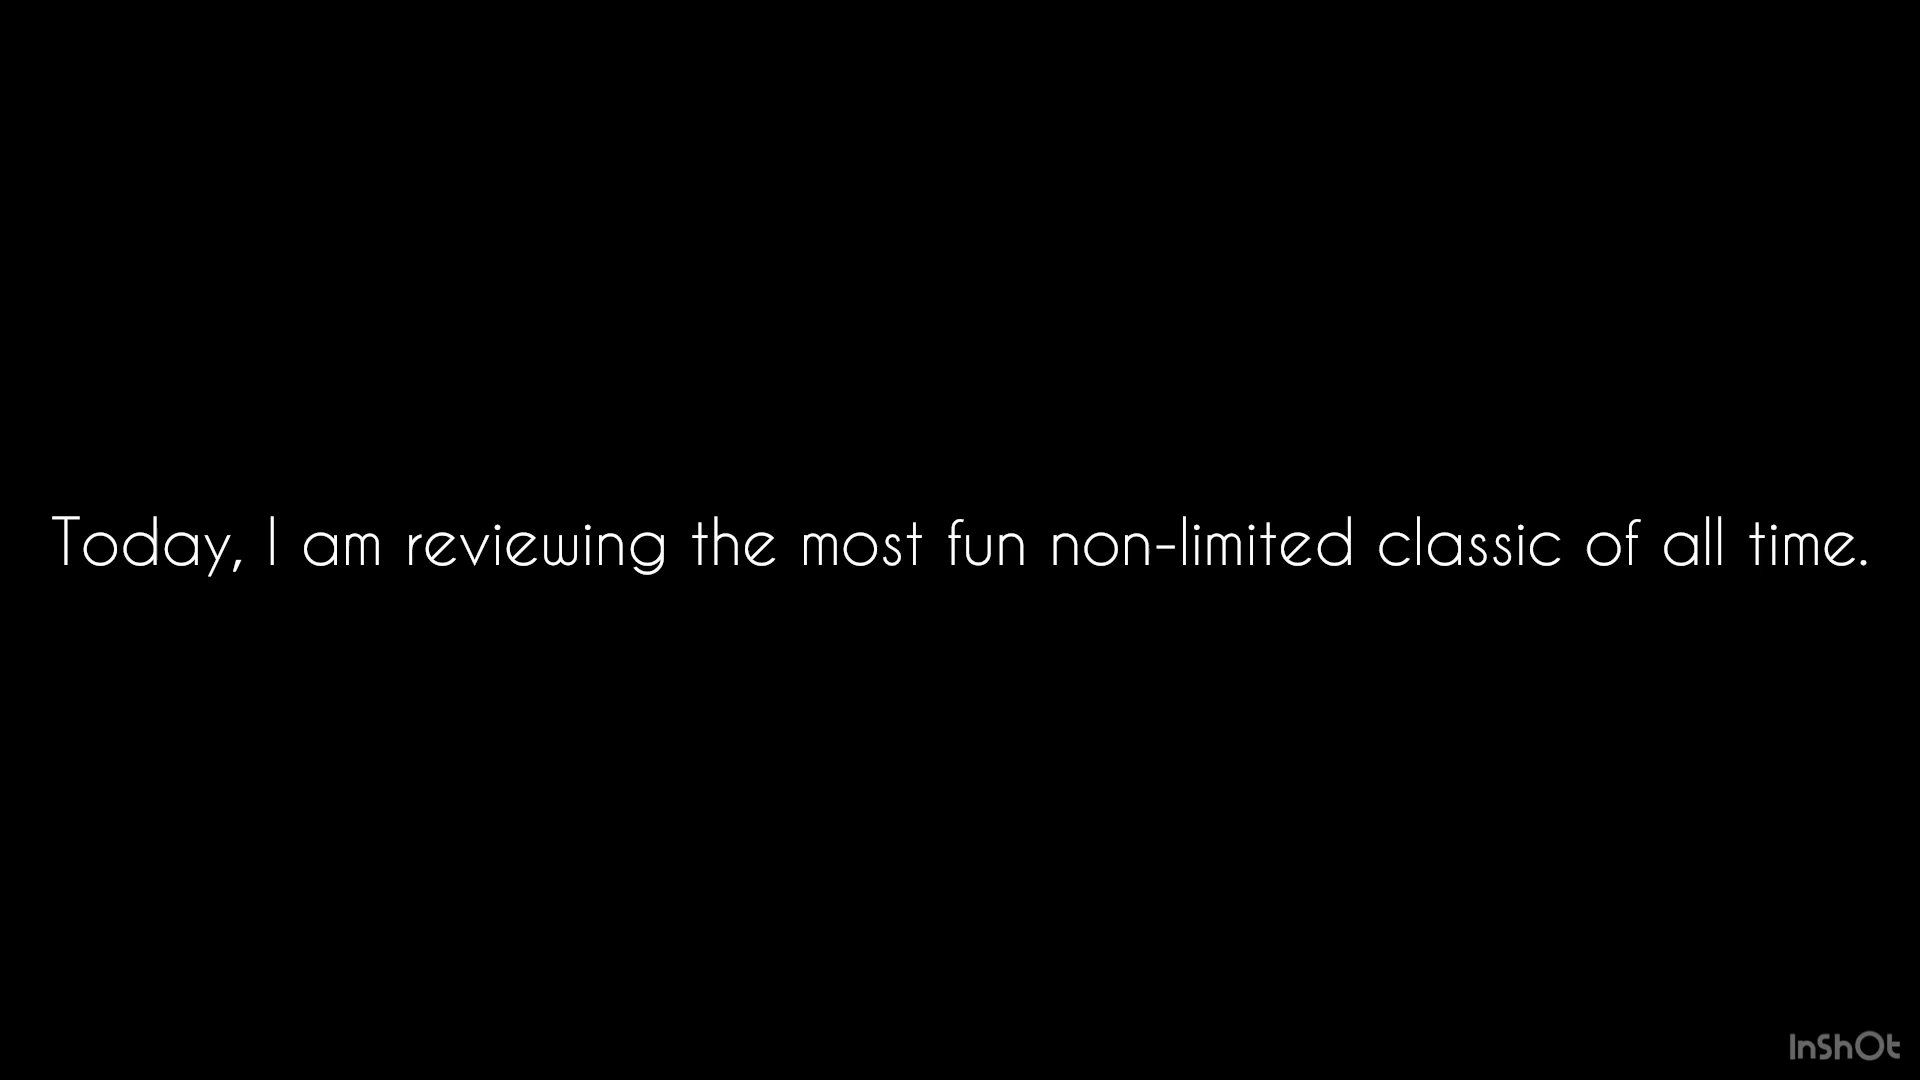 Today, I am reviewing the most fun non-limited classic of all time.
InShOt